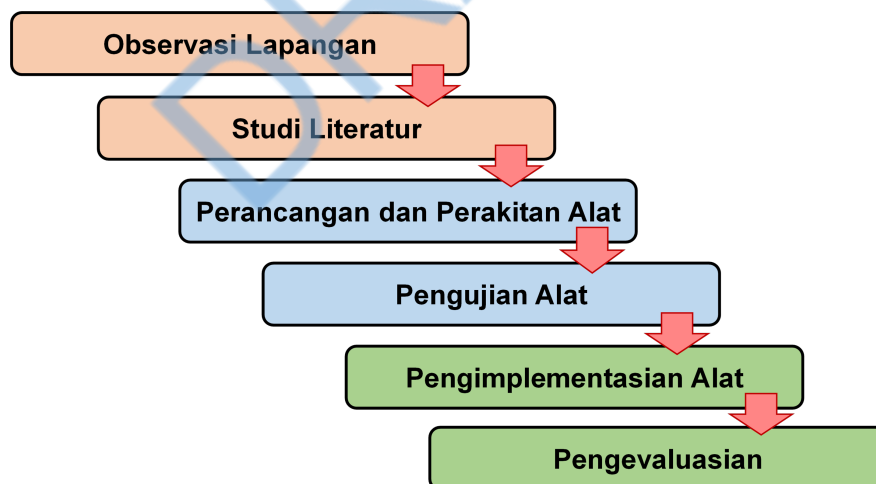 Observasi Lapangan
Studi Literatur
Perancangan dan Perakitan Alat
Pengujian Alat
Pengimplementasian Alat
Pengevaluasian